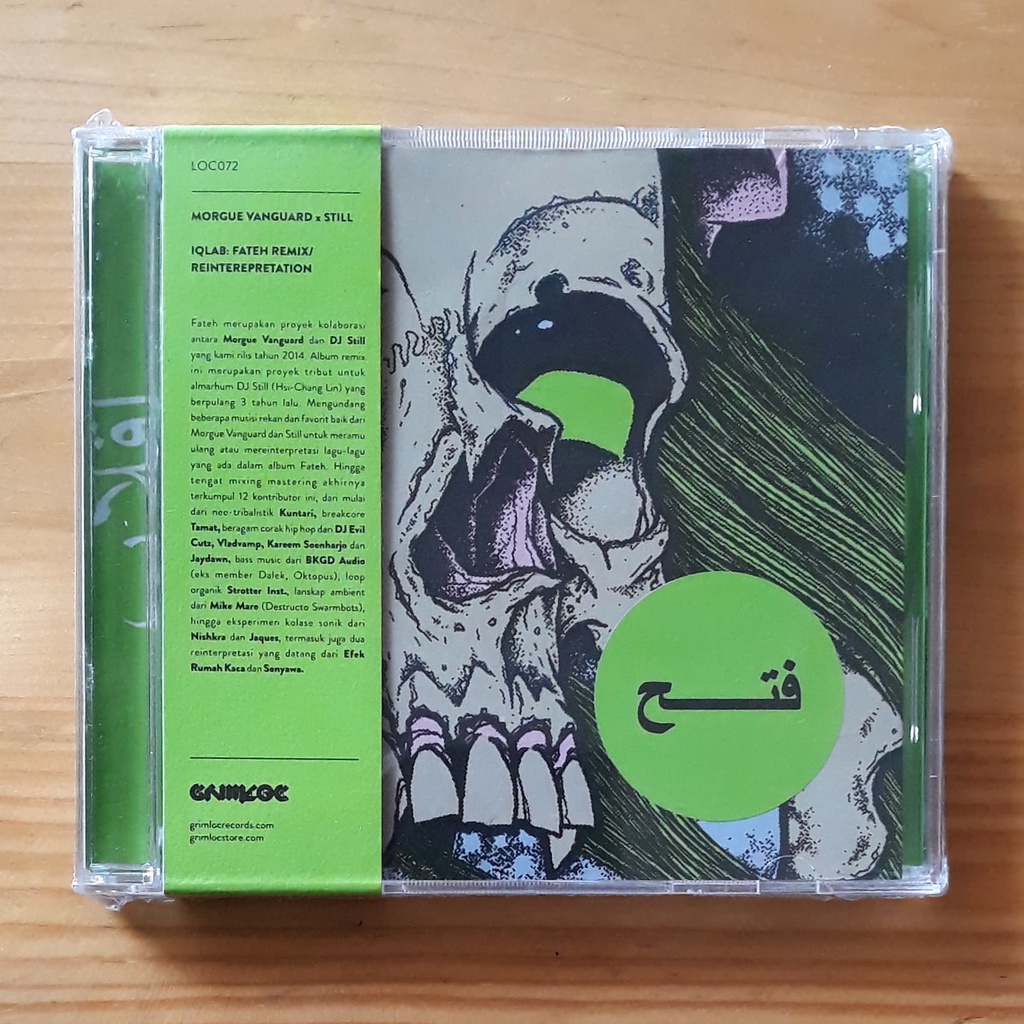 LOC072
MORGUE VANGUARD x STILL
IQLAB: FATEH REMIX/
REINTEREPRETATION
Fateh merupakan proyek kolaborasi
antara Morgue Vanguard dan DJ Still
yang kami rilis tahun 2014. Album remix
ini merupakan proyek tribut untuk
almarhum DJ Still (Hsi-Chang Lin) yang
berpulang 3 tahun lalu. Mengundang
beberapa musisi rekan dan favorit baik dari
Morgue Vanguard dan Still untuk meramu
ulang atau mereinterpretasi lagu-lagu
yang ada dalam album Fateh. Hingga
tengat mixing mastering akhirnya
terkumpul 12 kontributor ini, dari mulai
dari neo-tribalistik Kuntari, breakcore
Tamat, beragam corak hip hop dari DJ Evil
Cutz, Vladvamp, Kareem Soenharjo dan
Jaydawn, bass music dari BKGD Audio
(eks member Dalek, Oktopus), loop
organik Strotter Inst., lanskap ambient
dari Mike Mare (Destructo Swarmbots),
hingga eksperimen kolase sonik dari
Nishkra dan Jaques, termasuk juga dua
reinterpretasi yang datang dari Efek
Rumah Kaca dan Senyawa.
GRIMLOC
grimlocrecords.com
grimlocstore.com
فتـــح